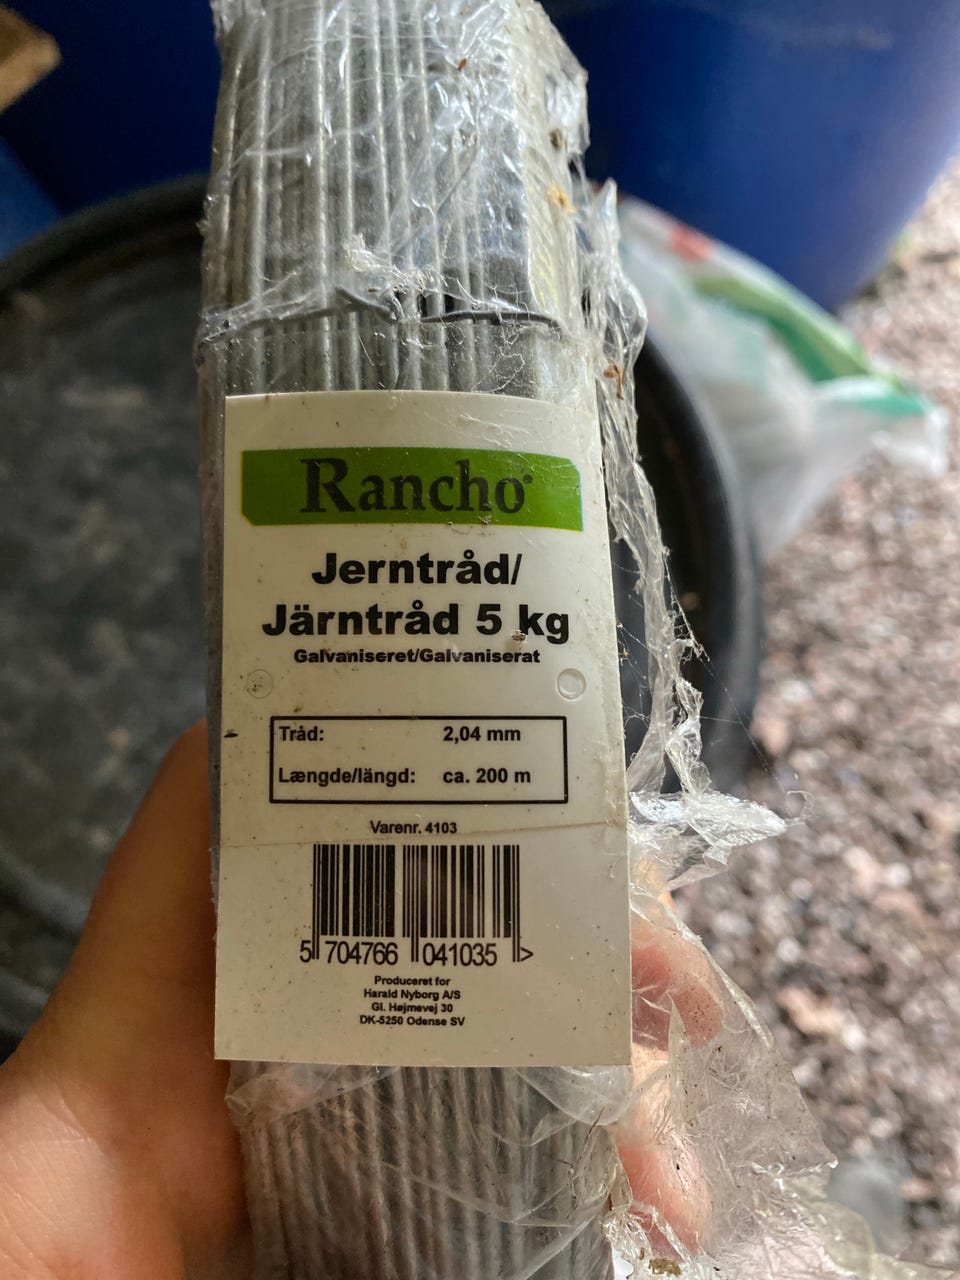 Rancho®
Jerntråd/
Järntråd 5 kg
Galvaniseret/Galvaniserat
Tråd: 2,04 mm
Længde/längd: ca. 200 m
Varenr. 4103
5 704766 041035 >
Produceret for
Harald Nyborg A/S
Gl. Højmevej 30
DK-5250 Odense SV